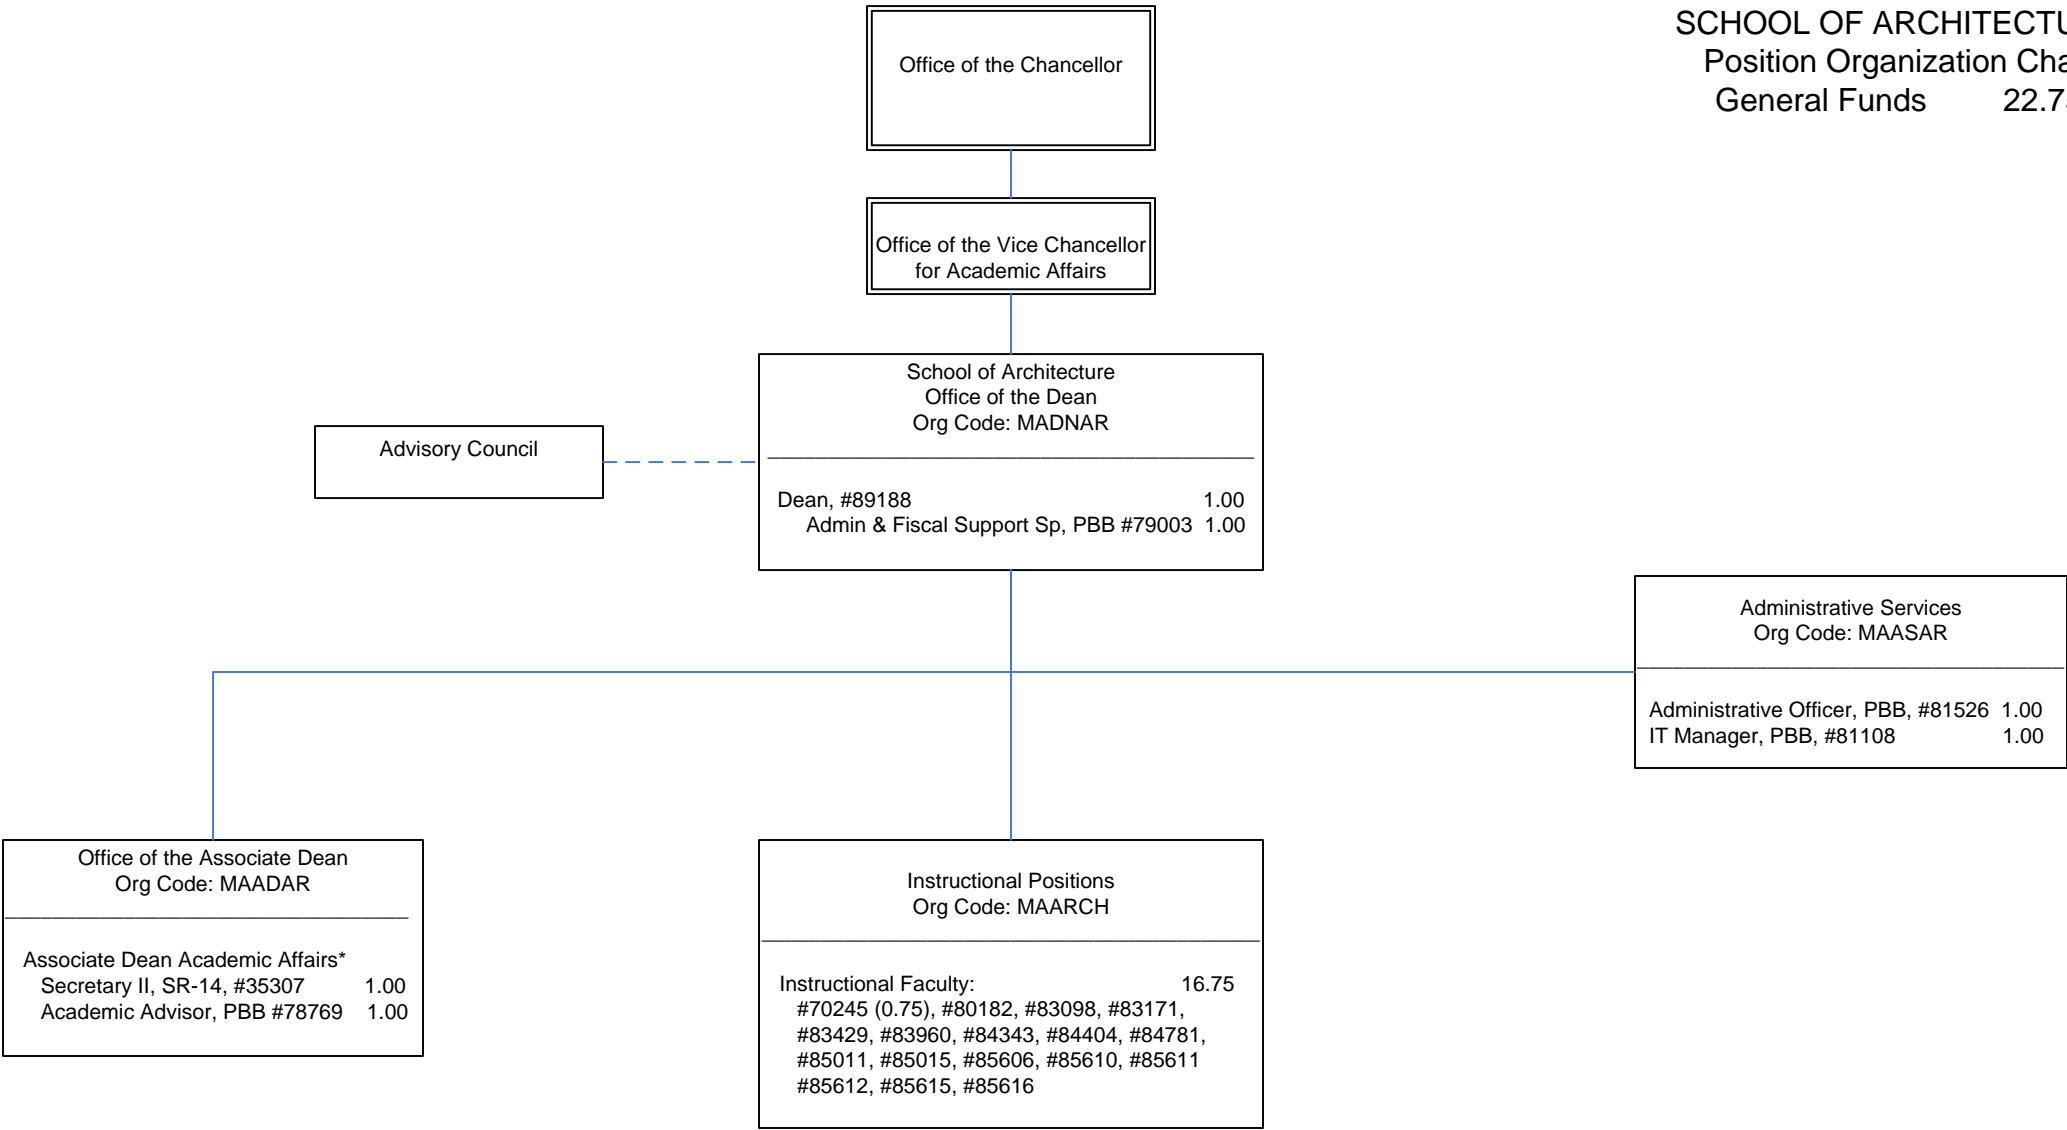 SCHOOL OF ARCHITECTU
Position Organization Cha
General Funds 22.7
Office of the Chancellor
Office of the Vice Chancellor
for Academic Affairs
School of Architecture
Office of the Dean
Org Code: MADNAR
Dean, #89188 1.00
Admin & Fiscal Support Sp, PBB #79003 1.00
Advisory Council
Administrative Services
Org Code: MAASAR
Administrative Officer, PBB, #81526 1.00
IT Manager, PBB, #81108 1.00
Office of the Associate Dean
Org Code: MAADAR
Associate Dean Academic Affairs*
Secretary II, SR-14, #35307 1.00
Academic Advisor, PBB #78769 1.00
Instructional Positions
Org Code: MAARCH
Instructional Faculty: 16.75
#70245 (0.75), #80182, #83098, #83171,
#83429, #83960, #84343, #84404, #84781,
#85011, #85015, #85606, #85610, #85611
#85612, #85615, #85616